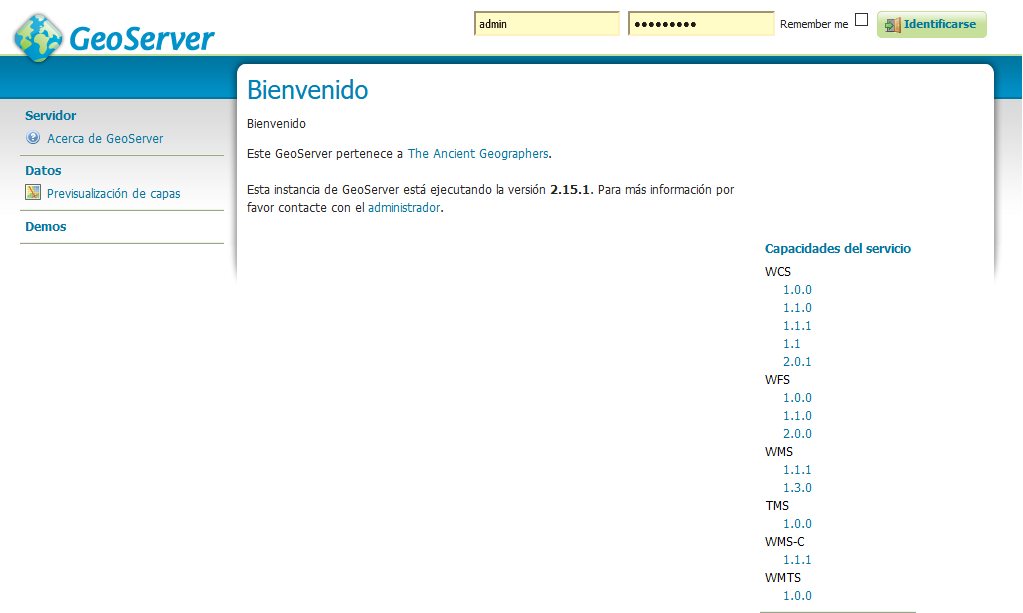 GeoServer
admin
•••••••••
Remember me
Identificarse
Servidor
Acerca de GeoServer
Datos
Previsualización de capas
Demos
Bienvenido
Bienvenido
Este GeoServer pertenece a The Ancient Geographers.
Esta instancia de GeoServer está ejecutando la versión 2.15.1. Para más información por
favor contacte con el administrador.
Capacidades del servicio
WCS
1.0.0
1.1.0
1.1.1
1.1
2.0.1
WFS
1.0.0
1.1.0
2.0.0
WMS
1.1.1
1.3.0
TMS
1.0.0
WMS-C
1.1.1
WMTS
1.0.0